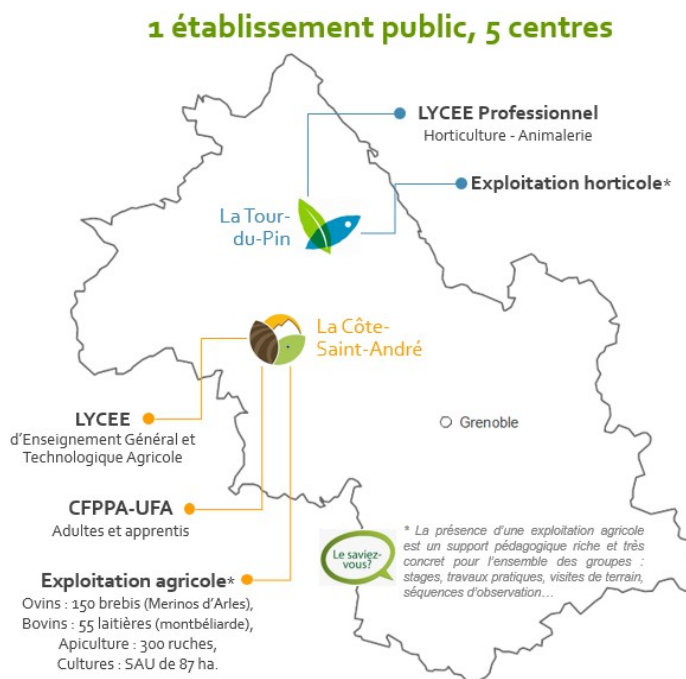 1 établissement public, 5 centres
LYCEE Professionnel
Horticulture - Animalerie
Exploitation horticole*
La Tour-
du-Pin
La Côte-
Saint-André
LYCEE
d'Enseignement Général et
Technologique Agricole
Grenoble
CFPPA-UFA
Adultes et apprentis
Exploitation agricole*
Ovins : 150 brebis (Merinos d'Arles),
Bovins : 55 laitières (montbéliarde),
Apiculture : 300 ruches,
Cultures : SAU de 87 ha.
Le saviez-
vous?
* La présence d'une exploitation agricole
est un support pédagogique riche et très
concret pour l'ensemble des groupes :
stages, travaux pratiques, visites de terrain,
séquences d'observation...